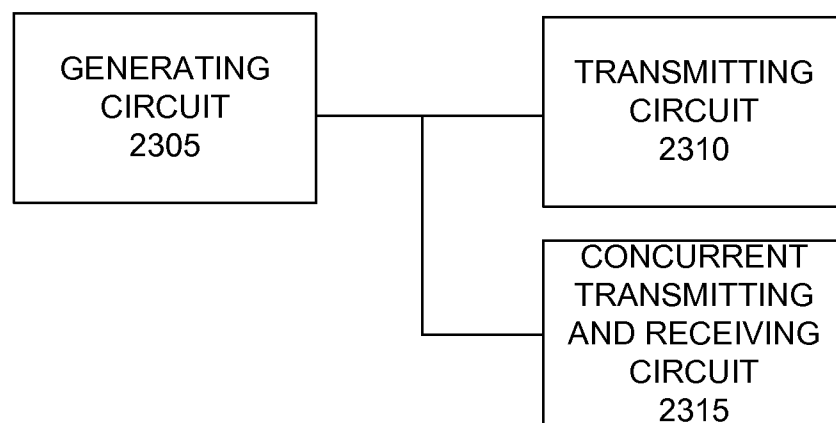 GENERATING
CIRCUIT
2305
TRANSMITTING
CIRCUIT
2310
CONCURRENT
TRANSMITTING
AND RECEIVING
CIRCUIT
2315